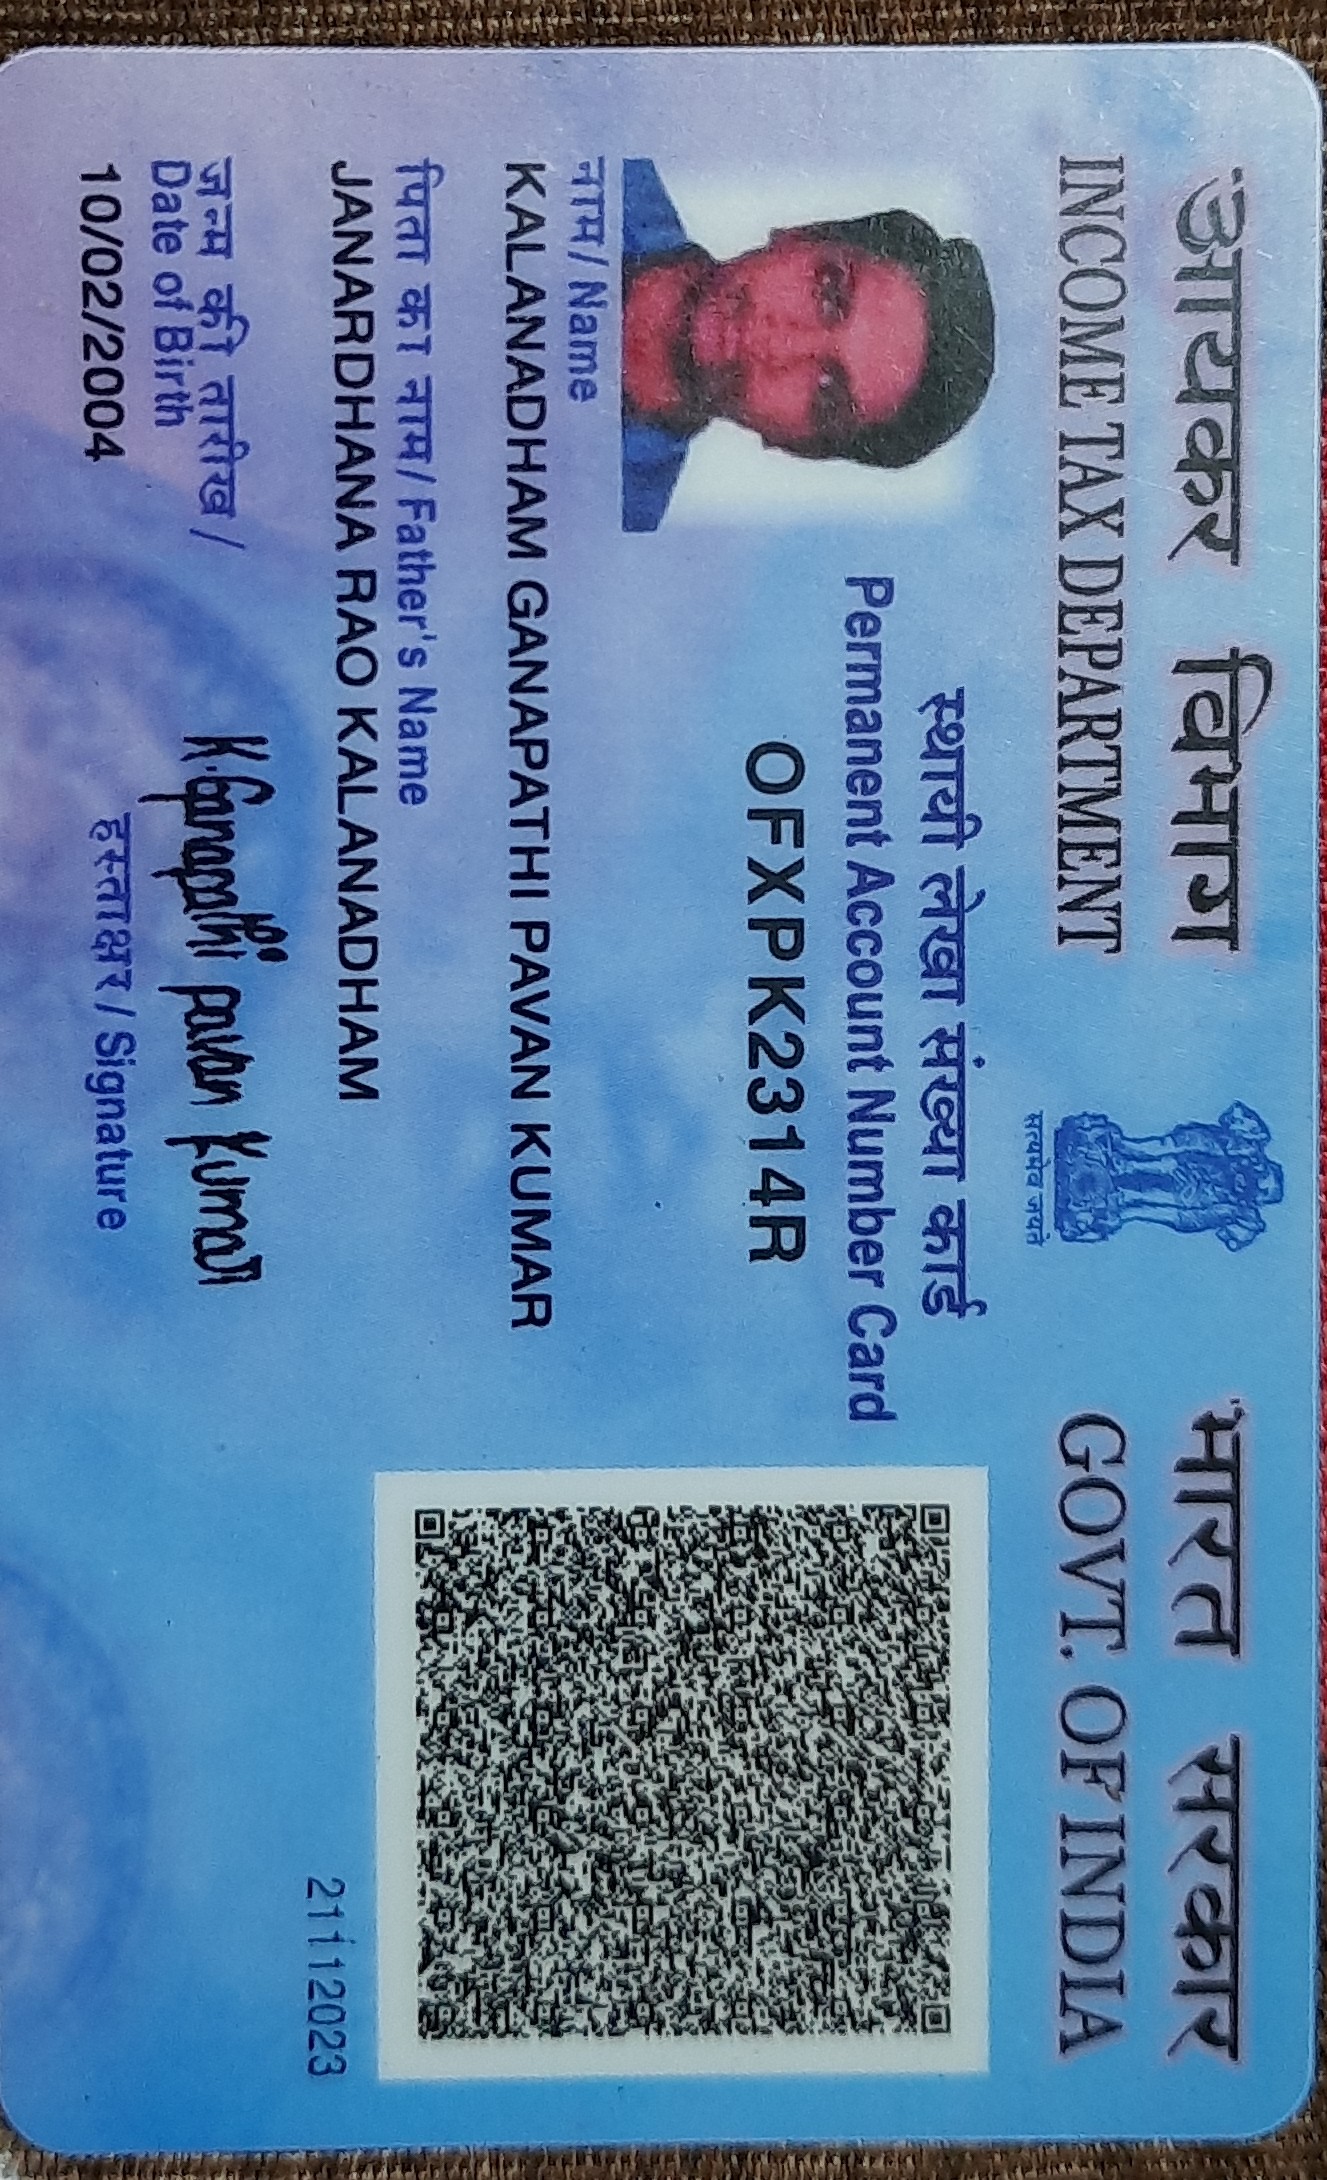 आयकर विभाग
INCOME TAX DEPARTMENT
सत्यमेव जयते
भारत सरकार
GOVT. OF INDIA
स्थायी लेखा संख्या कार्ड
Permanent Account Number Card
OFXPK2314R
नाम / Name
KALANADHAM GANAPATHI PAVAN KUMAR
पिता का नाम / Father's Name
JANARDHANA RAO KALANADHAM
21112023
जन्म की तारीख /
Date of Birth
10/02/2004
K.Ganapathi pavan Kumar
हस्ताक्षर / Signature